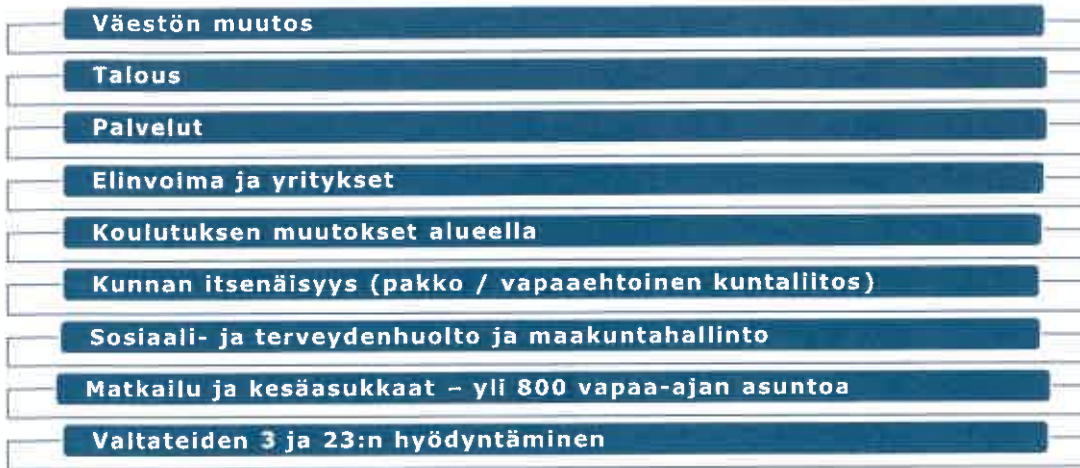 Väestön muutos
Talous
Palvelut
Elinvoima ja yritykset
Koulutuksen muutokset alueella
Kunnan itsenäisyys (pakko / vapaaehtoinen kuntaliitos)
Sosiaali- ja terveydenhuolto ja maakuntahallinto
Matkailu ja kesäasukkaat – yli 800 vapaa-ajan asuntoa
Valtateiden 3 ja 23:n hyödyntäminen